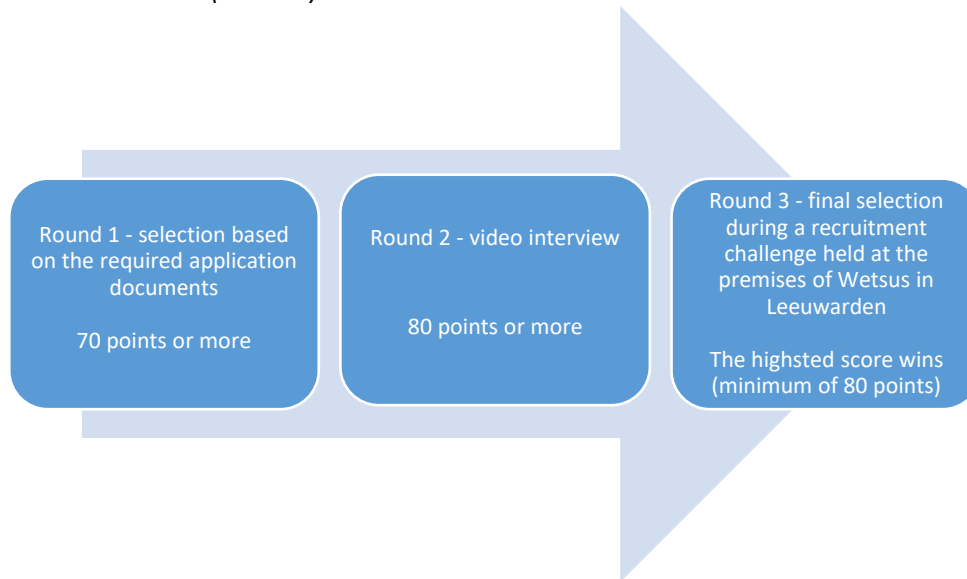 Round 1 - selection based
on the required application
documents
70 points or more
Round 2 - video interview
80 points or more
Round 3 - final selection
during a recruitment
challenge held at the
premises of Wetsus in
Leeuwarden
The highsted score wins
(minimum of 80 points)